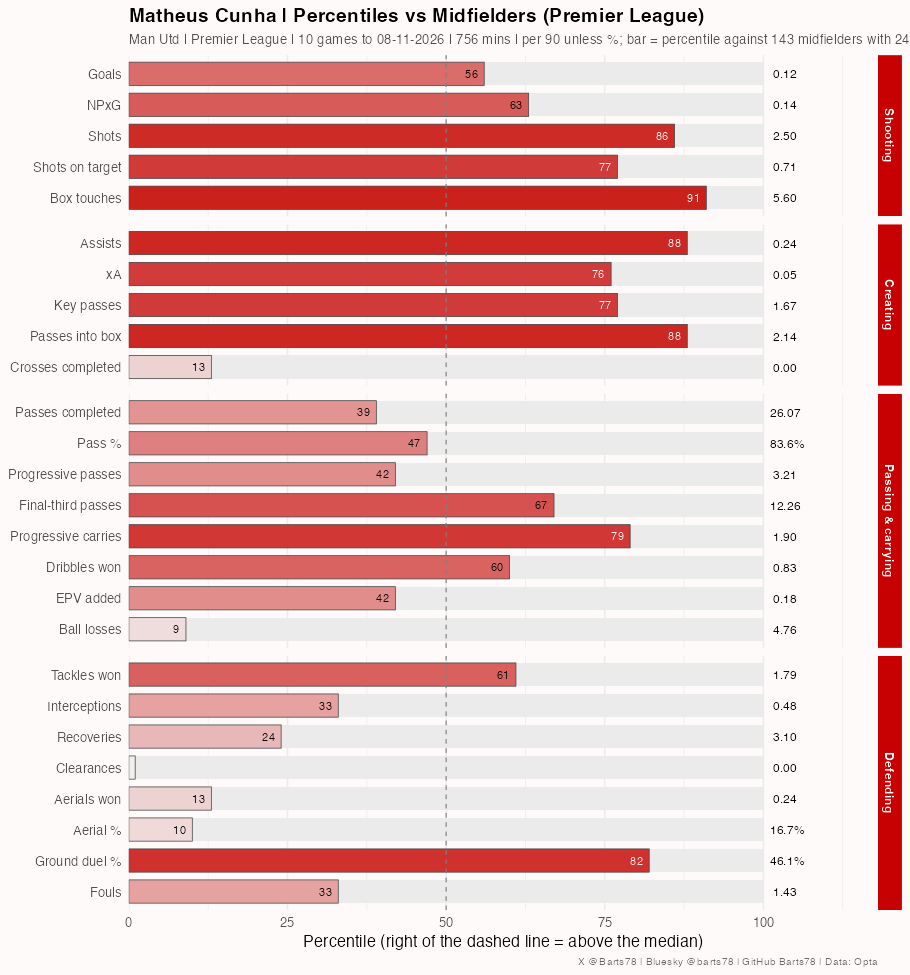 Matheus Cunha | Percentiles vs Midfielders (Premier League)
Man Utd | Premier League | 10 games to 08-11-2026 | 756 mins | per 90 unless %; bar = percentile against 143 midfielders with 24
Goals 56 0.12
NPxG 63 0.14
Shots 86 2.50
Shots on target 77 0.71
Box touches 91 5.60
Shooting
Assists 88 0.24
xA 76 0.05
Key passes 77 1.67
Passes into box 88 2.14
Crosses completed 13 0.00
Creating
Passes completed 39 26.07
Pass % 47 83.6%
Progressive passes 42 3.21
Final-third passes 67 12.26
Progressive carries 79 1.90
Dribbles won 60 0.83
EPV added 42 0.18
Ball losses 9 4.76
Passing & carrying
Tackles won 61 1.79
Interceptions 33 0.48
Recoveries 24 3.10
Clearances 0.00
Aerials won 13 0.24
Aerial % 10 16.7%
Ground duel % 82 46.1%
Fouls 33 1.43
Defending
0 25 50 75 100
Percentile (right of the dashed line = above the median)
X @Barts78 | Bluesky @barts78 | GitHub Barts78 | Data: Opta